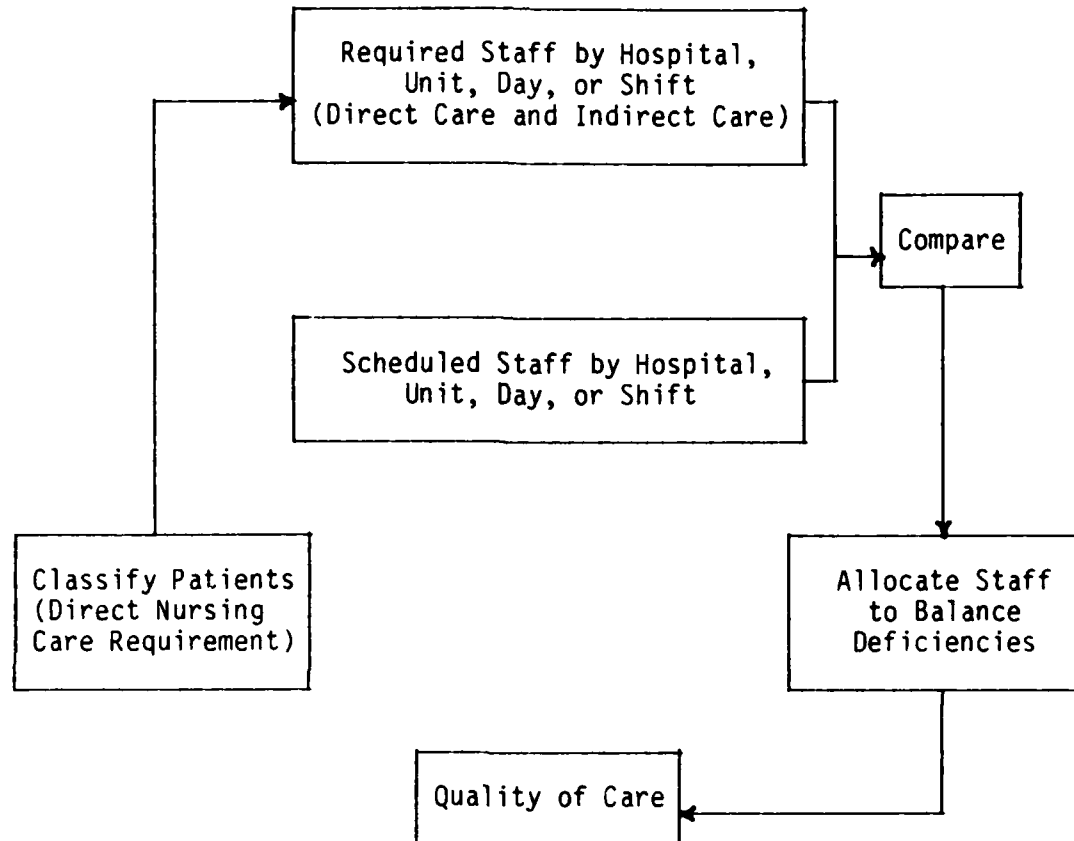 Required Staff by Hospital,
Unit, Day, or Shift
(Direct Care and Indirect Care)
Compare
Scheduled Staff by Hospital,
Unit, Day, or Shift
Classify Patients
(Direct Nursing
Care Requirement)
Allocate Staff
to Balance
Deficiencies
Quality of Care